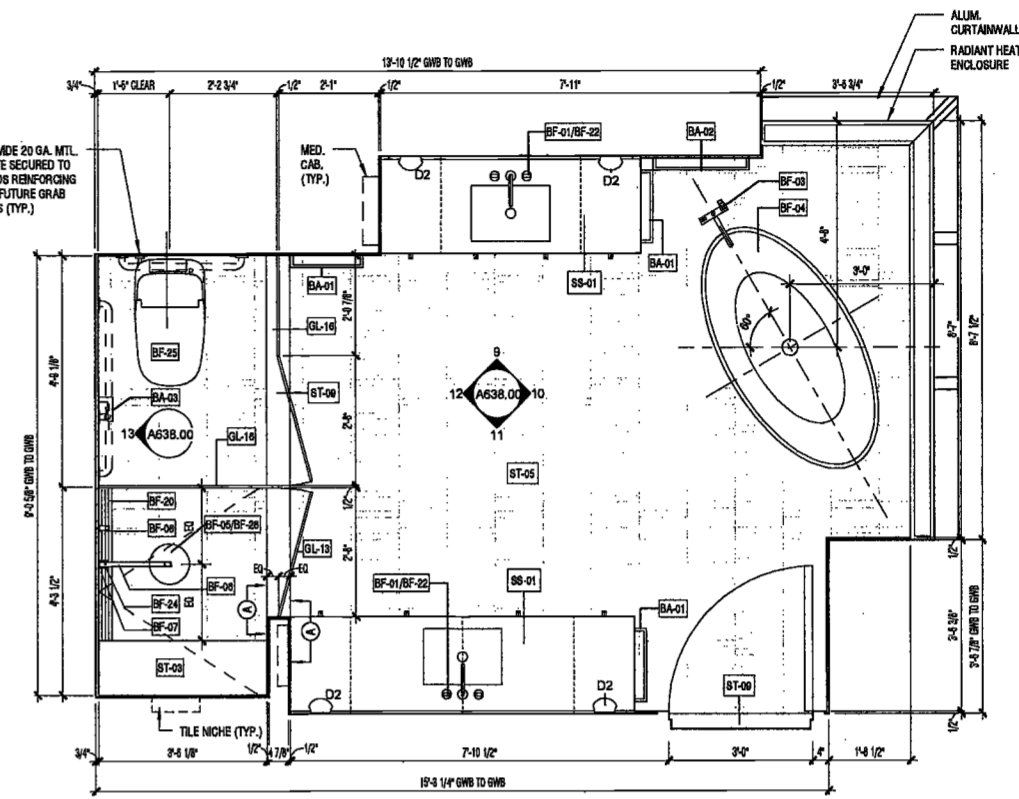 ALUM.
CURTAINWALL
RADIANT HEAT
ENCLOSURE
13'-10 1/2" GWB TO GWB
3/4"
1'-6" CLEAR
2'-2 3/4"
1/2"
2'-1"
1/2"
7'-11"
1/2"
3'-5 3/4"
VIDE 20 GA. MTL.
TE SECURED TO
DS REINFORCING
FUTURE GRAB
S (TYP.)
MED.
CAB.
(TYP.)
BF-01/BF-22
BA-02
D2
D2
BF-03
BF-04
4'-8"
BA-01
BA-01
SS-01
3'-0"
2'-0 7/8"
GL-16
60°
8'-7"
8'-7 1/2"
BF-25
4'-9 1/8"
9
12
A638.00
10
11
ST-09
BA-03
13
A638.00
2'-8"
GL-16
ST-05
9'-0 5/8" GWB TO GWB
BF-20
EQ
BF-06
BF-05/BF-26
1/2"
GL-13
2'-8"
EQ
EQ
BF-01/BF-22
SS-01
1/2"
4'-3 1/2"
BF-06
BF-24
EQ
BF-07
A
A
BA-01
3'-5 3/8"
3'-6 7/8" GWB TO GWB
ST-03
D2
D2
ST-09
TILE NICHE (TYP.)
1/2"
3/4"
3'-6 1/8"
1/2"
4 7/8"
1/2"
7'-10 1/2"
3'-0"
4"
1'-8 1/2"
15'-3 1/4" GWB TO GWB